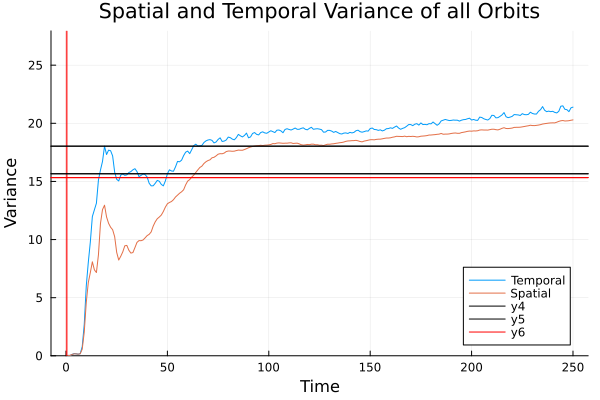 Spatial and Temporal Variance of all Orbits
Variance
25
20
15
10
5
0
0 50 100 150 200 250
Time
Temporal
Spatial
y4
y5
y6